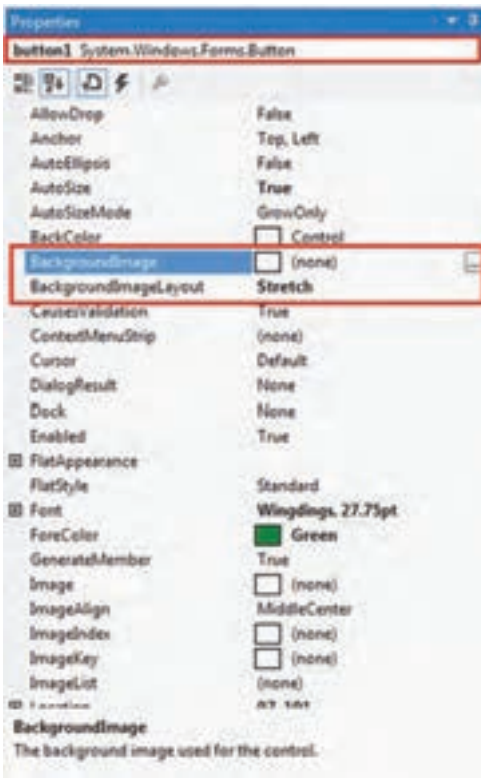 Properties
button1 System.Windows.Forms.Button
AllowDrop False
Anchor Top, Left
AutoEllipsis False
AutoSize True
AutoSizeMode GrowOnly
BackColor Control
BackgroundImage (none) ...
BackgroundImageLayout Stretch
CausesValidation True
ContextMenuStrip (none)
Cursor Default
DialogResult None
Dock None
Enabled True
FlatAppearance
FlatStyle Standard
Font Wingdings, 27.75pt
ForeColor Green
GenerateMember True
Image (none)
ImageAlign MiddleCenter
ImageIndex (none)
ImageKey (none)
ImageList (none)
Location
BackgroundImage
The background image used for the control.